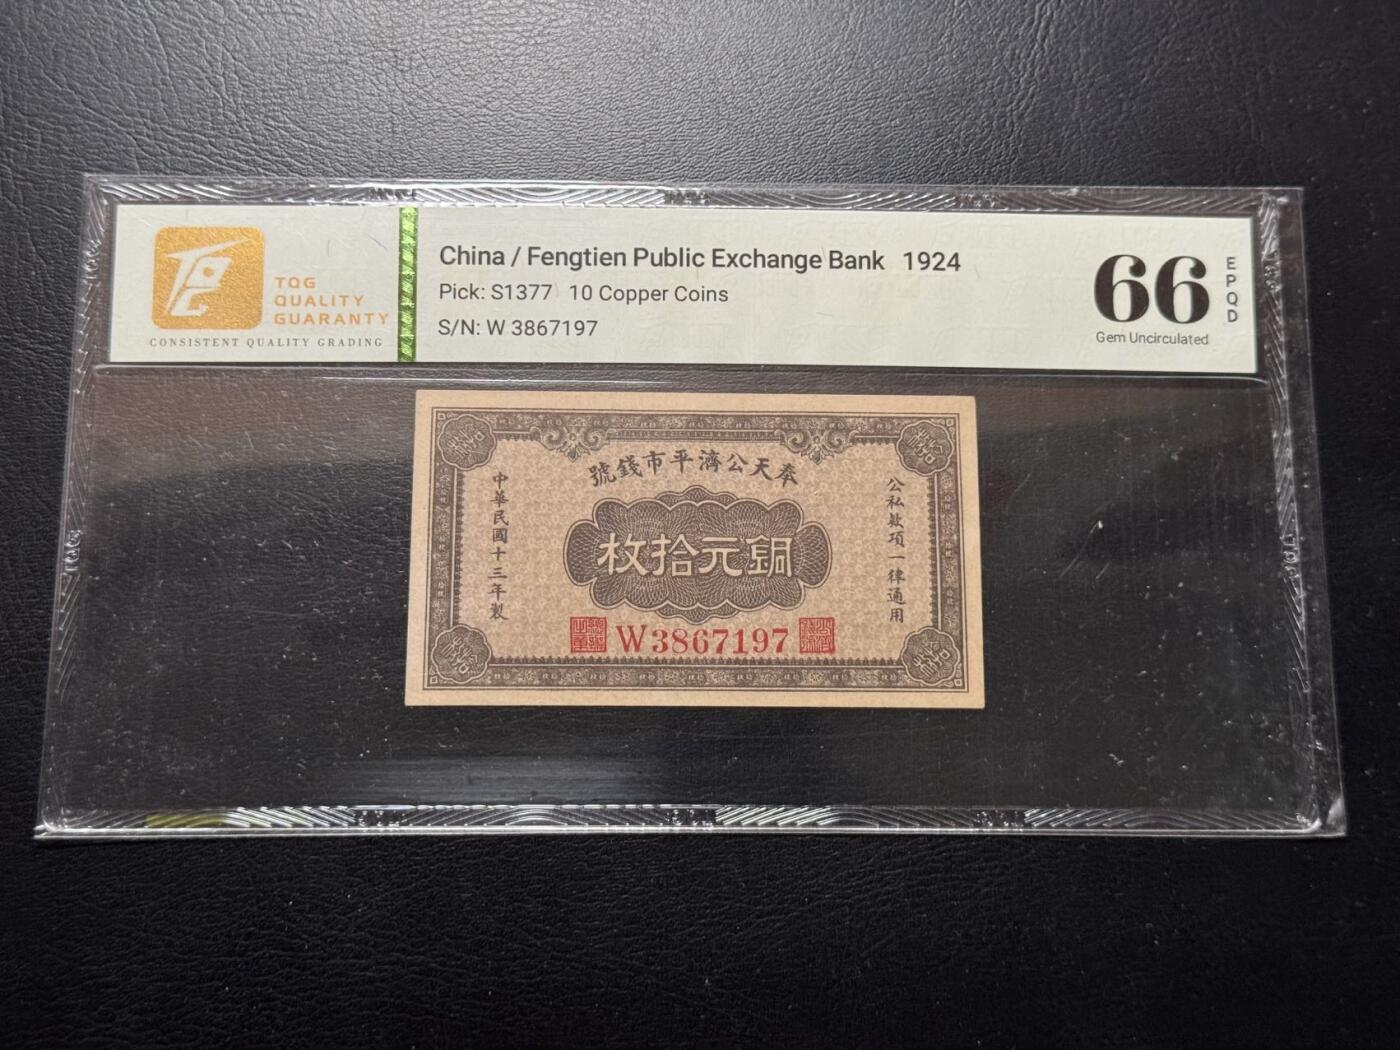 TQG
QUALITY
GUARANTY
CONSISTENT QUALITY GRADING
China / Fengtien Public Exchange Bank 1924
Pick: S1377 10 Copper Coins
S/N: W 3867197
66
EPQD
Gem Uncirculated
奉天公濟平市錢號
公私款項一律通用
中華民國十三年製
銅元拾枚
W3867197